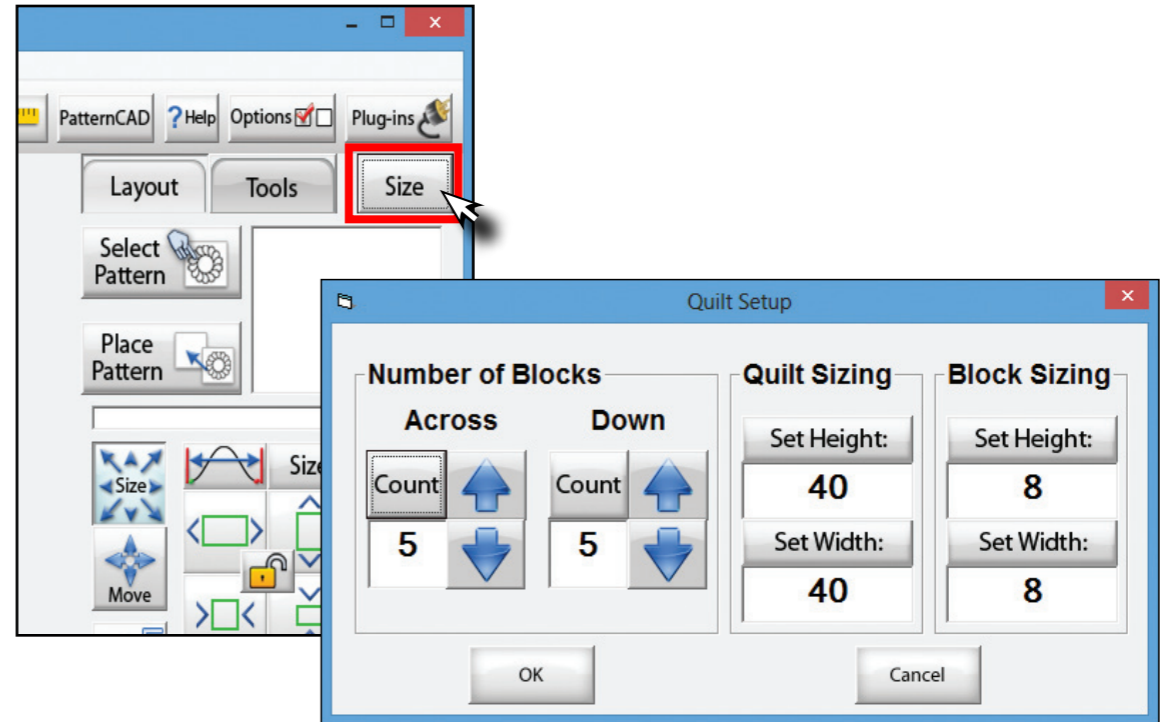 PatternCAD ?Help Options Plug-ins
Layout Tools Size
Select
Pattern
Place
Pattern
Size
Move
Quilt Setup
Number of Blocks
Across Down
Count Count
5 5
Quilt Sizing
Set Height:
40
Set Width:
40
Block Sizing
Set Height:
8
Set Width:
8
OK Cancel